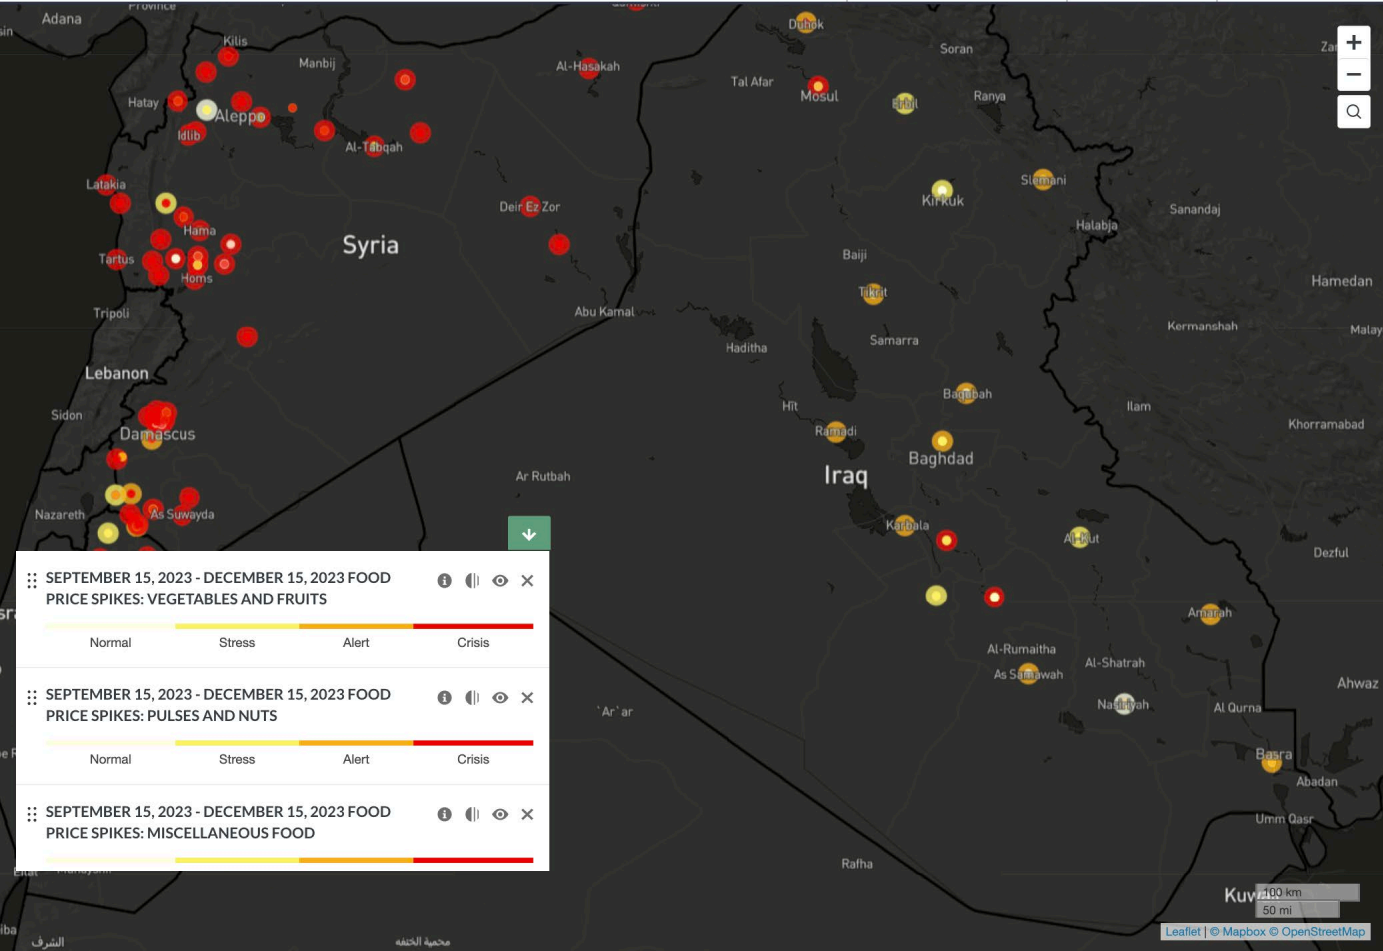 Province
Adana
Kilis
Manbij
Al-Hasakah
Duhok
Soran
Tal Afar
Mosul
Erbil
Ranya
Hatay
Aleppo
Idlib
Al-Tabqah
Latakia
Deir Ez Zor
Kirkuk
Slemani
Sanandaj
Halabja
Hama
Syria
Tartus
Homs
Baiji
Hamedan
Tikrit
Tripoli
Abu Kamal
Kermanshah
Malay
Haditha
Samarra
Lebanon
Sidon
Hit
Baqubah
Ilam
Khorramabad
Damascus
Ramadi
Baghdad
Iraq
Ar Rutbah
Nazareth
As Suwayda
Karbala
Al-Kut
Dezful
Amarah
Al-Rumaitha
As Samawah
Al-Shatrah
Ahwaz
Nasiriyah
Al Qurna
`Ar`ar
Basra
Abadan
Umm Qasr
Rafha
SEPTEMBER 15, 2023 - DECEMBER 15, 2023 FOOD
PRICE SPIKES: VEGETABLES AND FRUITS
Normal Stress Alert Crisis
SEPTEMBER 15, 2023 - DECEMBER 15, 2023 FOOD
PRICE SPIKES: PULSES AND NUTS
Normal Stress Alert Crisis
SEPTEMBER 15, 2023 - DECEMBER 15, 2023 FOOD
PRICE SPIKES: MISCELLANEOUS FOOD
100 km
50 mi
Leaflet | © Mapbox © OpenStreetMap
الشرف
محمية الخنفه